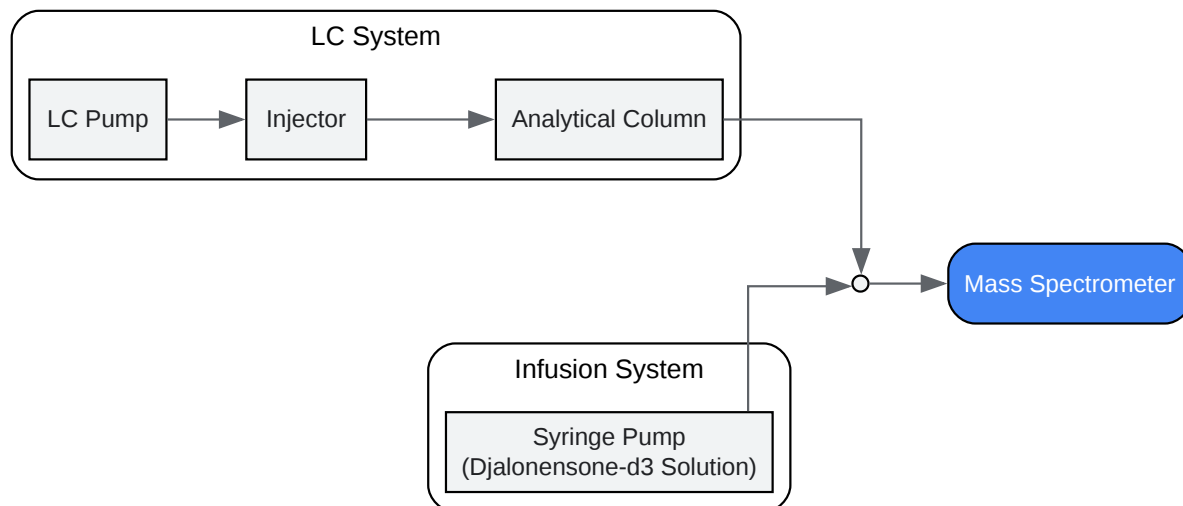 LC System
LC Pump
Injector
Analytical Column
Mass Spectrometer
Infusion System
Syringe Pump
(Djalonensone-d3 Solution)